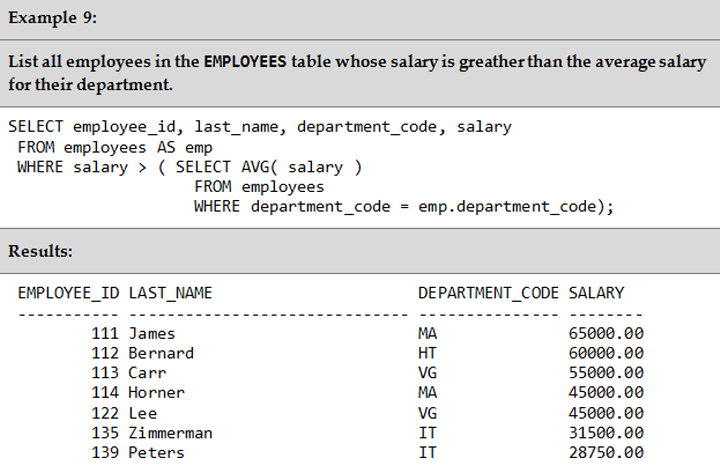 Example 9:
List all employees in the EMPLOYEES table whose salary is greather than the average salary
for their department.
SELECT employee_id, last_name, department_code, salary
FROM employees AS emp
WHERE salary > ( SELECT AVG( salary )
FROM employees
WHERE department_code = emp.department_code);
Results:
EMPLOYEE_ID LAST_NAME DEPARTMENT_CODE SALARY
----------- ------------------------------ --------------- --------
111 James MA 65000.00
112 Bernard HT 60000.00
113 Carr VG 55000.00
114 Horner MA 45000.00
122 Lee VG 45000.00
135 Zimmerman IT 31500.00
139 Peters IT 28750.00